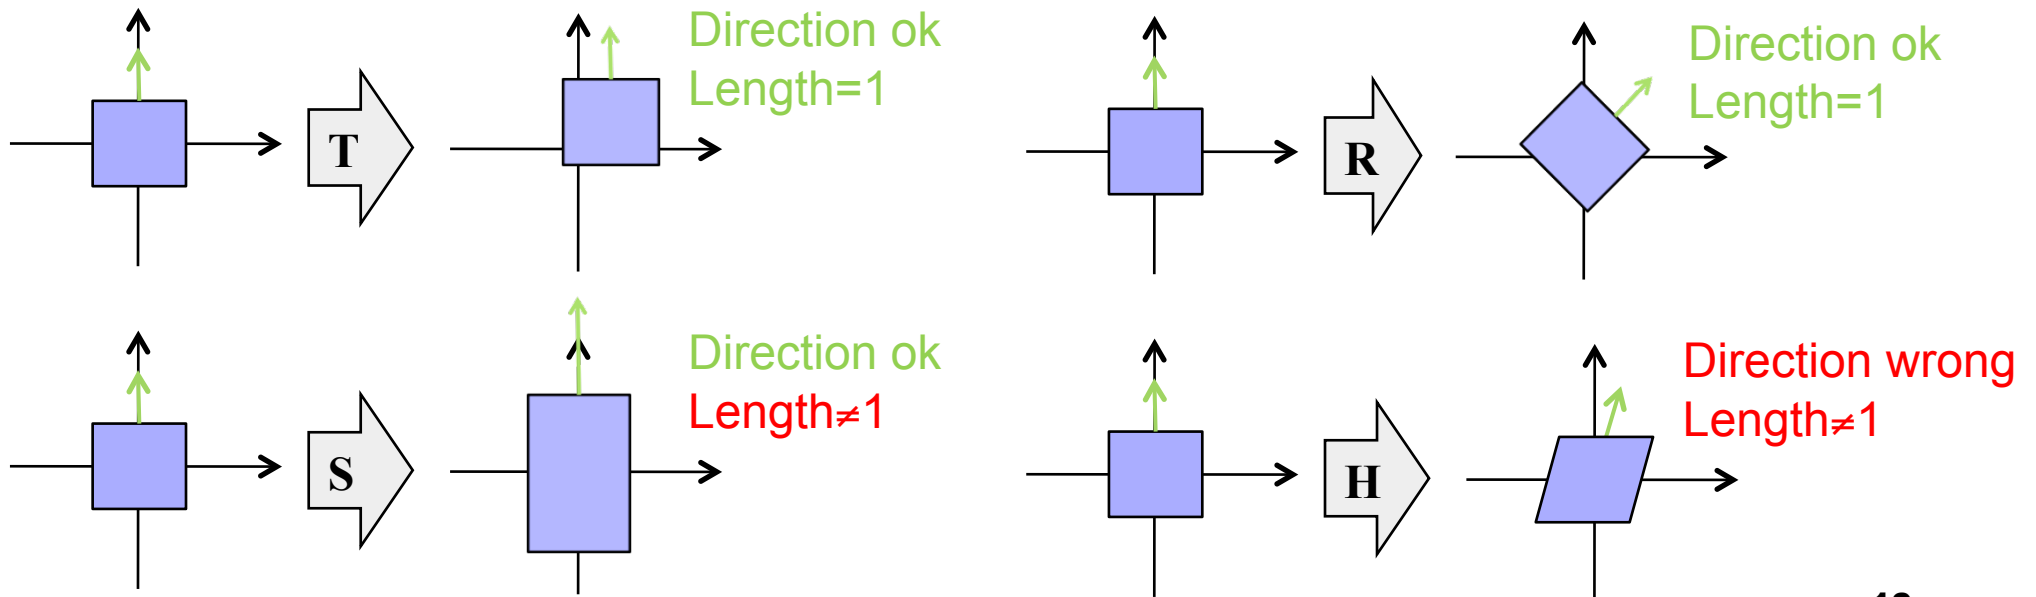 Direction ok
Length=1
T
Direction ok
Length=1
R
Direction ok
Length≠1
S
Direction wrong
Length≠1
H